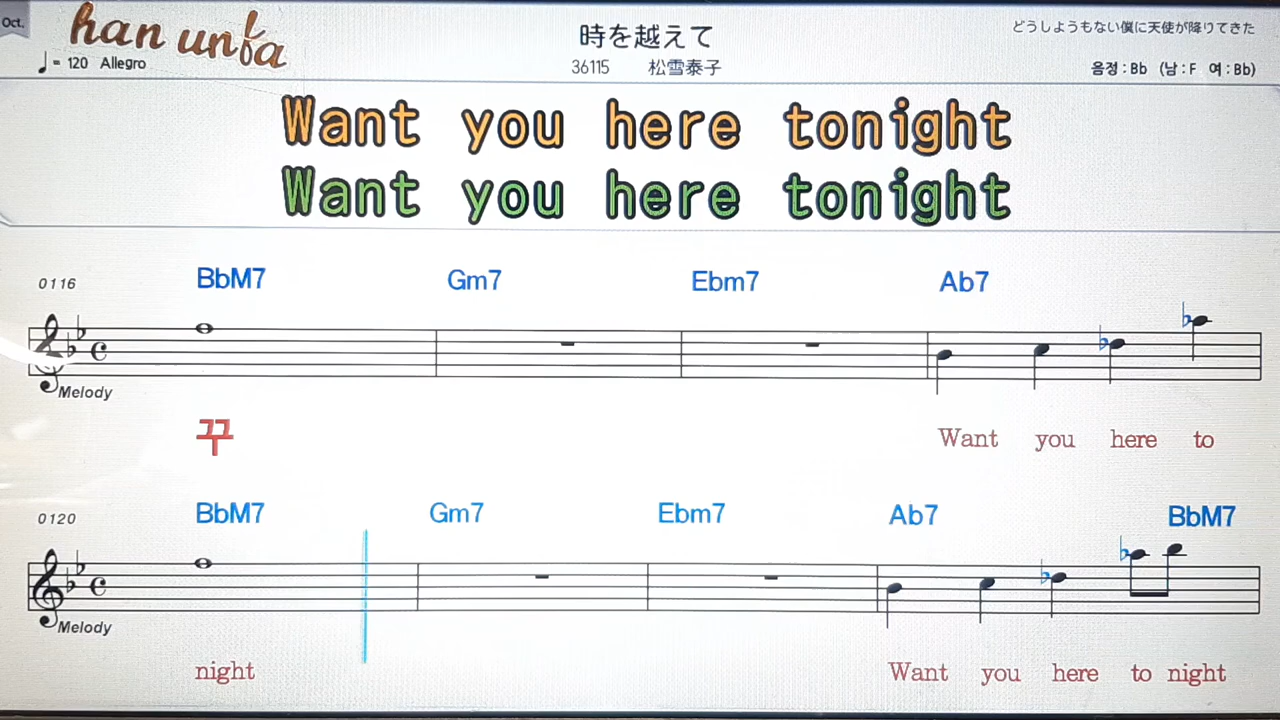 Oct.
han unfa
どうしようもない僕に天使が降りてきた
時を越えて
♩= 120 Allegro
36115 松雪泰子
음정 : Bb (남 : F 여 : Bb)
Want you here tonight
Want you here tonight
0116 BbM7 Gm7 Ebm7 Ab7
Melody
꾸 Want you here to
0120 BbM7 Gm7 Ebm7 Ab7 BbM7
Melody
night Want you here to night